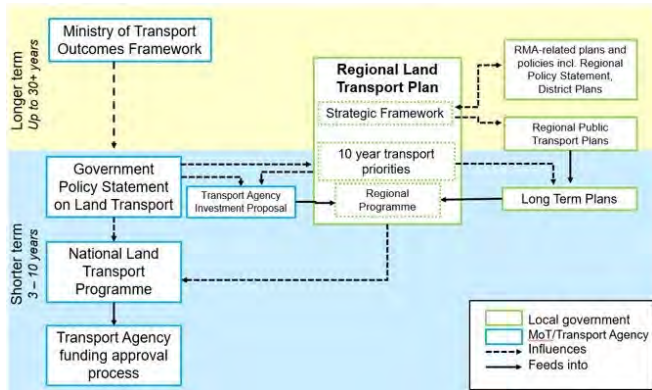 Longer term
Up to 30+ years
Ministry of Transport
Outcomes Framework
Regional Land
Transport Plan
Strategic Framework
RMA-related plans and
policies incl. Regional
Policy Statement,
District Plans
Regional Public
Transport Plans
Shorter term
3 – 10 years
Government
Policy Statement
on Land Transport
10 year transport
priorities
Transport Agency
Investment Proposal
Regional
Programme
Long Term Plans
National Land
Transport
Programme
Transport Agency
funding approval
process
Local government
MoT/Transport Agency
Influences
Feeds into